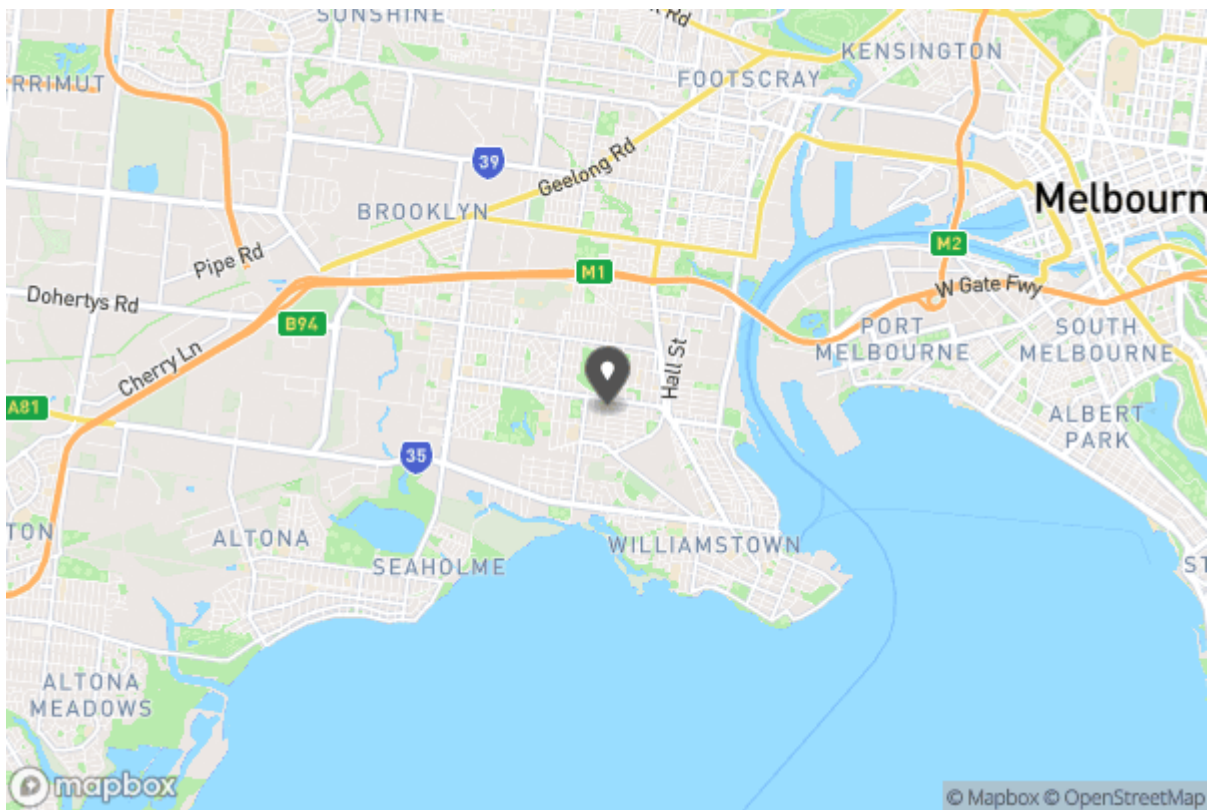 SUNSHINE
Rd
KENSINGTON
FOOTSCRAY
RRIMUT
39
Geelong Rd
Melbourn
BROOKLYN
M2
Pipe Rd
M1
W Gate Fwy
Dohertys Rd
B94
PORT
MELBOURNE
SOUTH
MELBOURNE
Cherry Ln
Hall St
A81
ALBERT
PARK
35
TON
ALTONA
WILLIAMSTOWN
SEAHOLME
ST
ALTONA
MEADOWS
mapbox
© Mapbox © OpenStreetMap